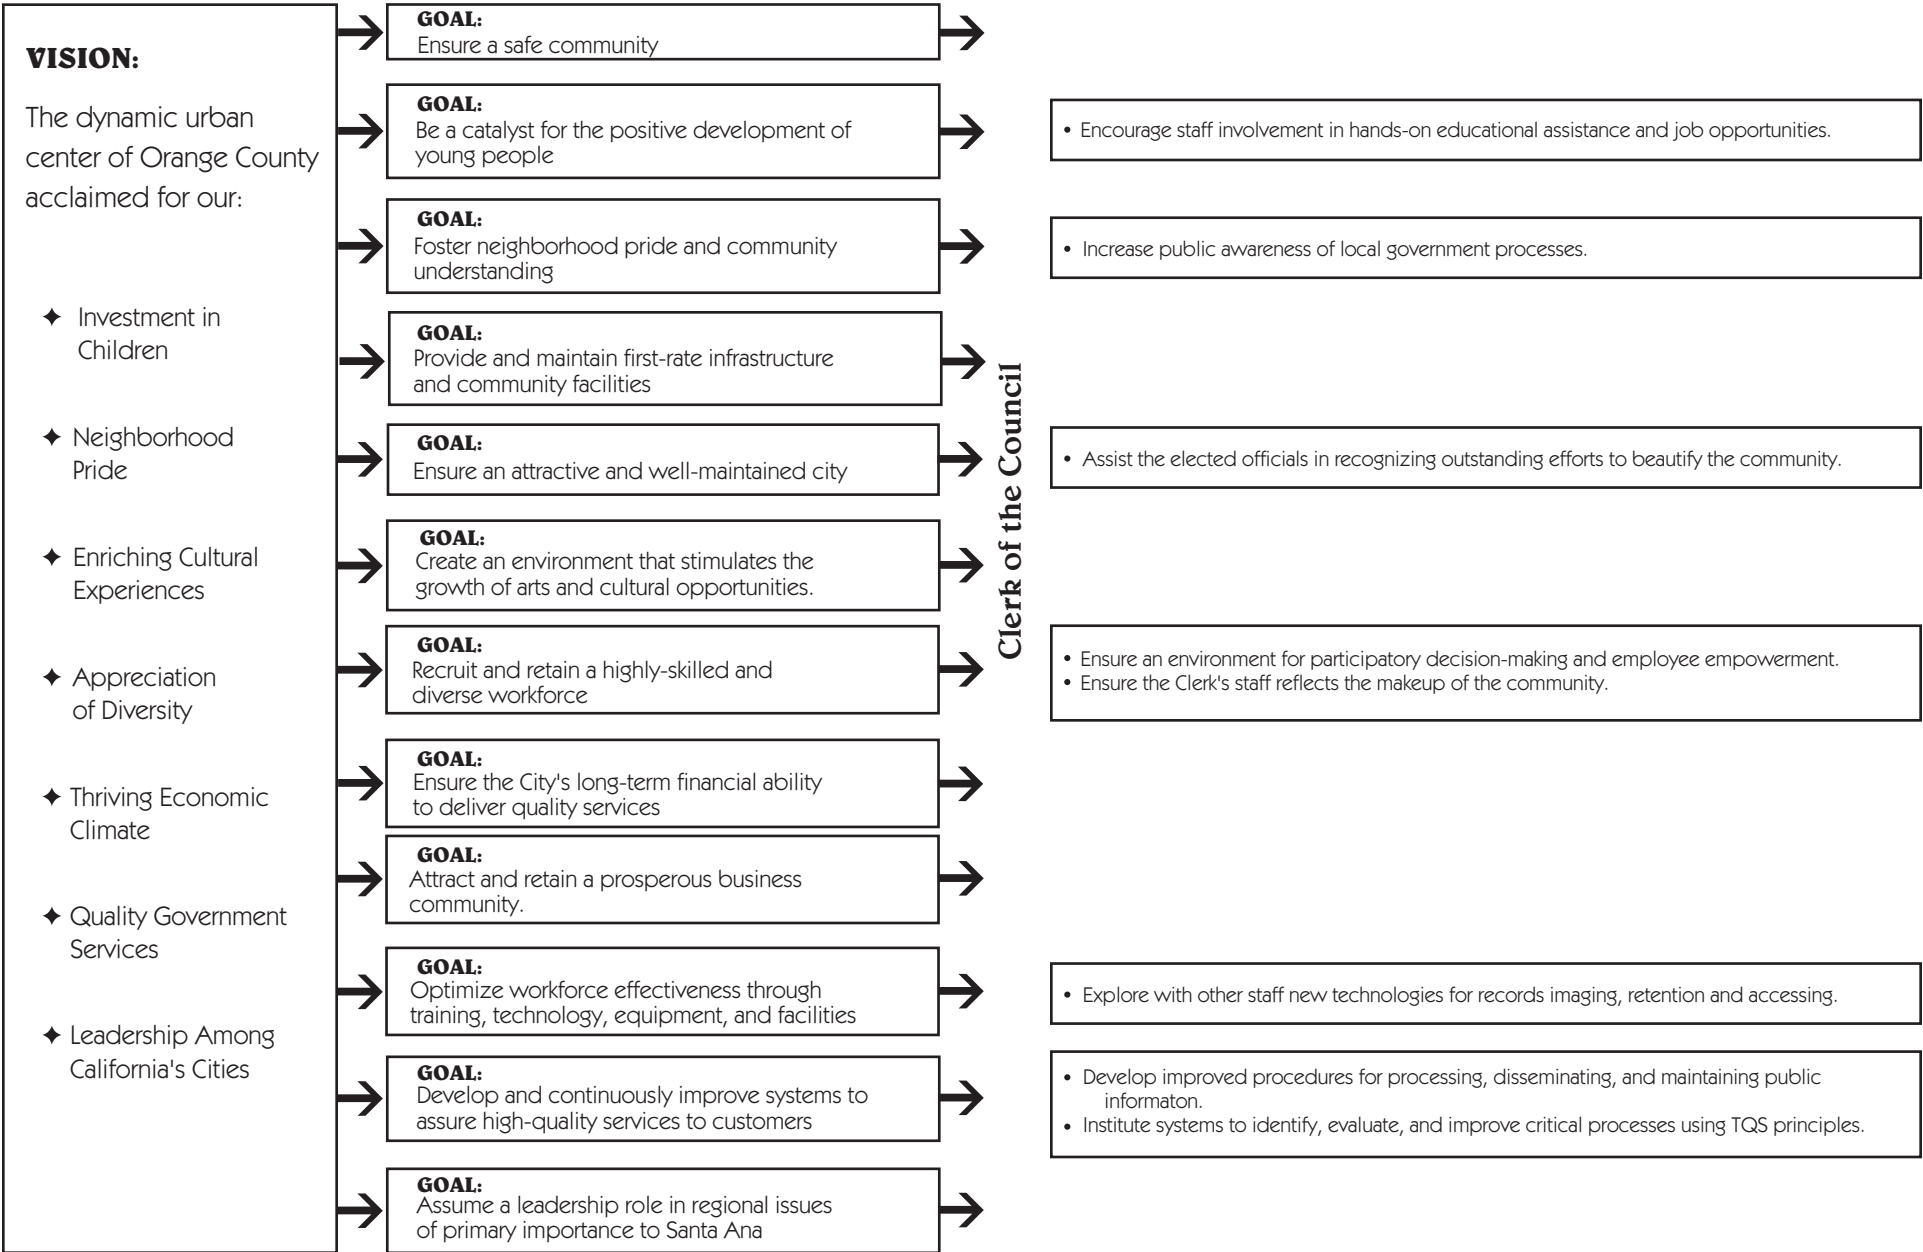 VISION:
The dynamic urban
center of Orange County
acclaimed for our:
✦ Investment in
Children
✦ Neighborhood
Pride
✦ Enriching Cultural
Experiences
✦ Appreciation
of Diversity
✦ Thriving Economic
Climate
✦ Quality Government
Services
✦ Leadership Among
California's Cities
GOAL:
Ensure a safe community
GOAL:
Be a catalyst for the positive development of
young people
GOAL:
Foster neighborhood pride and community
understanding
GOAL:
Provide and maintain first-rate infrastructure
and community facilities
GOAL:
Ensure an attractive and well-maintained city
GOAL:
Create an environment that stimulates the
growth of arts and cultural opportunities.
GOAL:
Recruit and retain a highly-skilled and
diverse workforce
GOAL:
Ensure the City's long-term financial ability
to deliver quality services
GOAL:
Attract and retain a prosperous business
community.
GOAL:
Optimize workforce effectiveness through
training, technology, equipment, and facilities
GOAL:
Develop and continuously improve systems to
assure high-quality services to customers
GOAL:
Assume a leadership role in regional issues
of primary importance to Santa Ana
Clerk of the Council
• Encourage staff involvement in hands-on educational assistance and job opportunities.
• Increase public awareness of local government processes.
• Assist the elected officials in recognizing outstanding efforts to beautify the community.
• Ensure an environment for participatory decision-making and employee empowerment.
• Ensure the Clerk's staff reflects the makeup of the community.
• Explore with other staff new technologies for records imaging, retention and accessing.
• Develop improved procedures for processing, disseminating, and maintaining public
informaton.
• Institute systems to identify, evaluate, and improve critical processes using TQS principles.